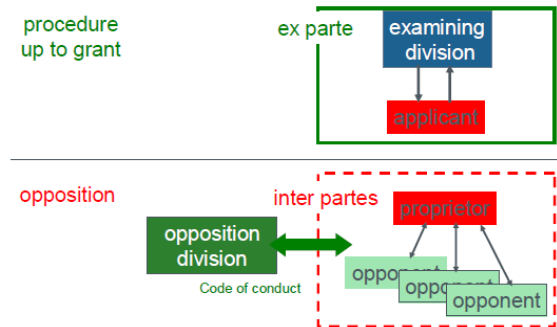 procedure
up to grant
ex parte
examining
division
applicant
opposition
inter partes
proprietor
opposition
division
Code of conduct
opponent
opponent
opponent